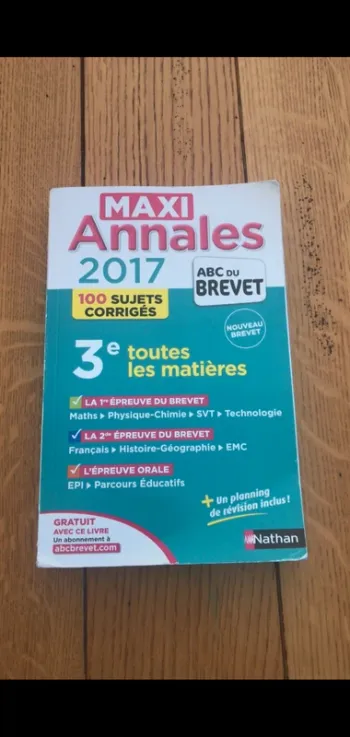 MAXI
Annales
2017
ABC DU
BREVET
100 SUJETS
CORRIGÉS
NOUVEAU
BREVET
3e toutes
les matières
LA 1re ÉPREUVE DU BREVET
Maths ▸ Physique-Chimie ▸ SVT ▸ Technologie
LA 2de ÉPREUVE DU BREVET
Français ▸ Histoire-Géographie ▸ EMC
L'ÉPREUVE ORALE
EPI ▸ Parcours Éducatifs
+ Un planning
de révision inclus !
GRATUIT
AVEC CE LIVRE
Un abonnement à
abcbrevet.com
Nathan